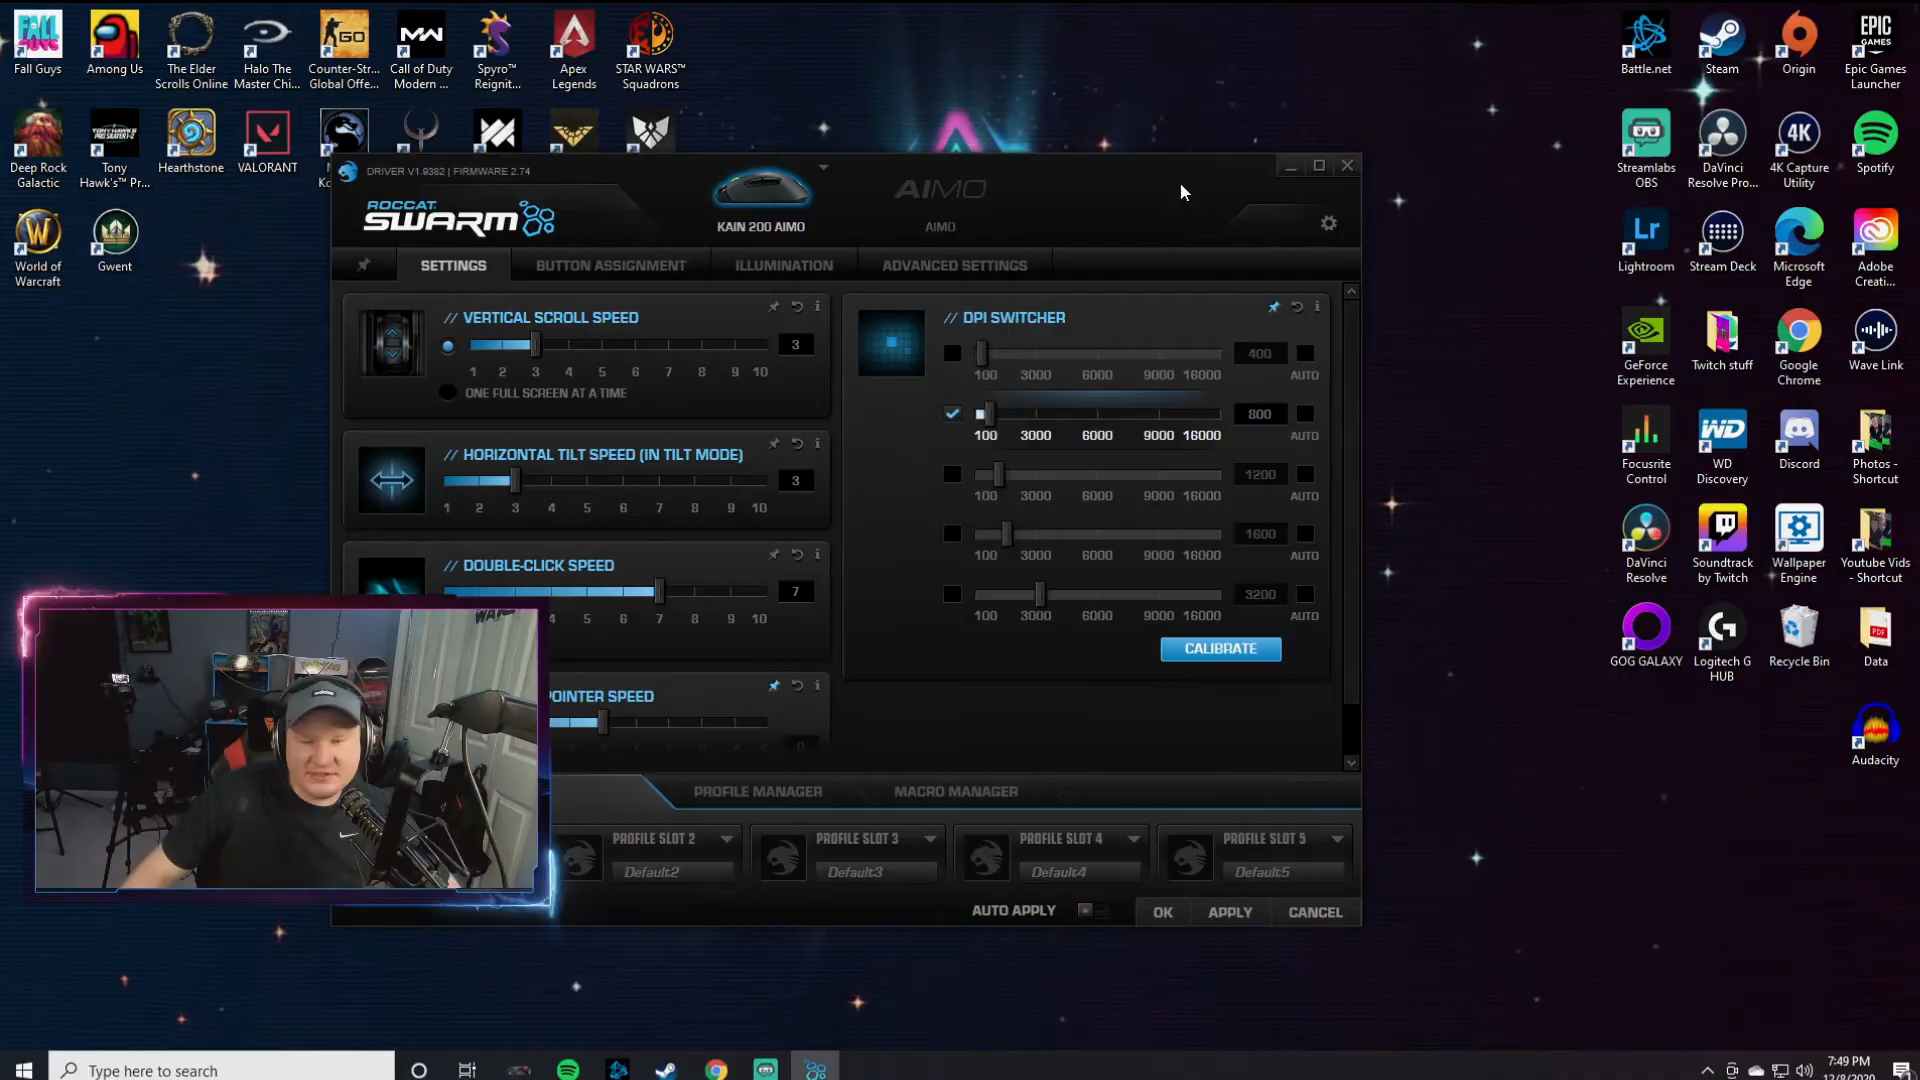 Fall Guys
Among Us
The Elder
Scrolls Online
Halo The
Master Chi...
GO
Counter-Str...
Global Offe...
MW
Call of Duty
Modern ...
Spyro™
Reignit...
Apex
Legends
STAR WARS™
Squadrons
Battle.net
Steam
Origin
EPIC
GAMES
Epic Games
Launcher
Deep Rock
Galactic
Tony
Hawk's™ Pr...
Hearthstone
VALORANT
Streamlabs
OBS
DaVinci
Resolve Pro...
4K
4K Capture
Utility
Spotify
World of
Warcraft
Gwent
Lr
Lightroom
Stream Deck
Microsoft
Edge
Adobe
Creati...
GeForce
Experience
Twitch stuff
Google
Chrome
Wave Link
Focusrite
Control
WD
WD
Discovery
Discord
Photos -
Shortcut
DaVinci
Resolve
Soundtrack
by Twitch
Wallpaper
Engine
Youtube Vids
- Shortcut
GOG GALAXY
Logitech G
HUB
Recycle Bin
PDF
Data
Audacity
DRIVER V1.9382 | FIRMWARE 2.74
ROCCAT
SWARM
KAIN 200 AIMO
AIMO
AIMO
SETTINGS
BUTTON ASSIGNMENT
ILLUMINATION
ADVANCED SETTINGS
// VERTICAL SCROLL SPEED
3
1 2 3 4 5 6 7 8 9 10
ONE FULL SCREEN AT A TIME
// HORIZONTAL TILT SPEED (IN TILT MODE)
3
1 2 3 4 5 6 7 8 9 10
// DOUBLE-CLICK SPEED
7
4 5 6 7 8 9 10
POINTER SPEED
// DPI SWITCHER
400
100 3000 6000 9000 16000 AUTO
800
100 3000 6000 9000 16000 AUTO
1200
100 3000 6000 9000 16000 AUTO
1600
100 3000 6000 9000 16000 AUTO
3200
100 3000 6000 9000 16000 AUTO
CALIBRATE
PROFILE MANAGER
MACRO MANAGER
PROFILE SLOT 2
Default2
PROFILE SLOT 3
Default3
PROFILE SLOT 4
Default4
PROFILE SLOT 5
Default5
AUTO APPLY
OK
APPLY
CANCEL
Type here to search
7:49 PM
12/8/2020